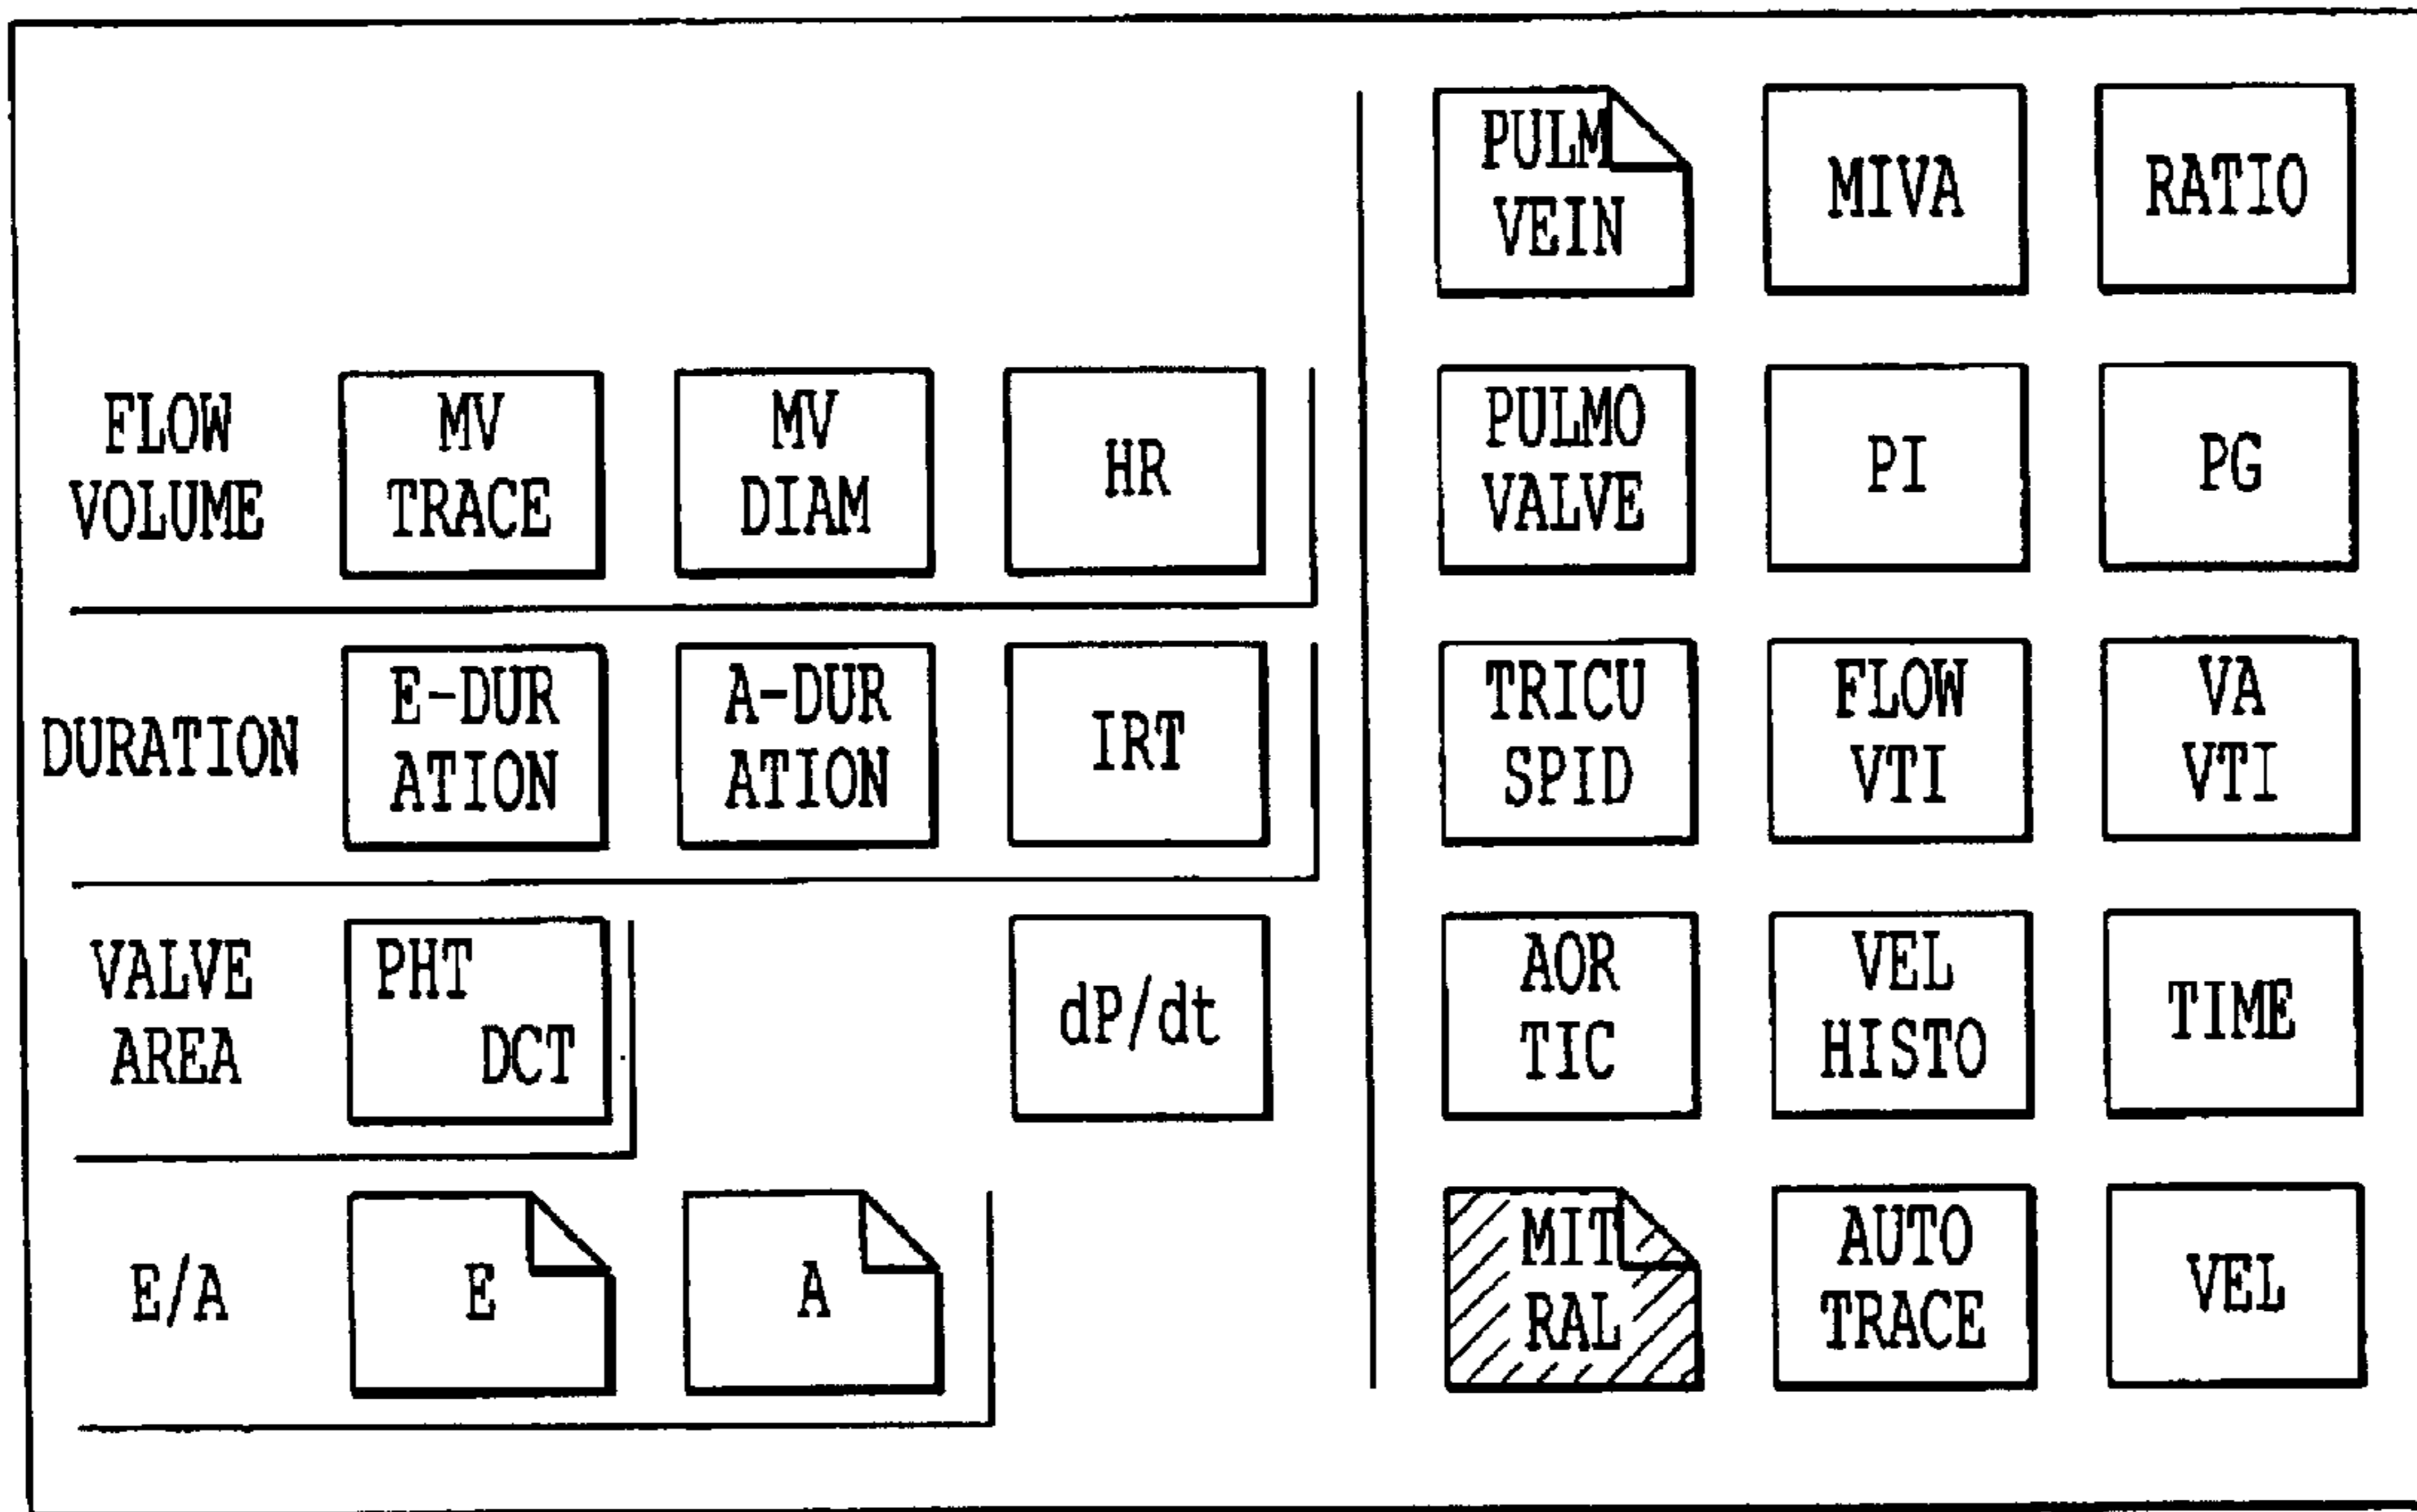 PULM
VEIN
MIVA
RATIO
FLOW
VOLUME
MV
TRACE
MV
DIAM
HR
PULMO
VALVE
PI
PG
DURATION
E-DUR
ATION
A-DUR
ATION
IRT
TRICU
SPID
FLOW
VTI
VA
VTI
VALVE
AREA
PHT
DCT
dP/dt
AOR
TIC
VEL
HISTO
TIME
E/A
E
A
MIT
RAL
AUTO
TRACE
VEL